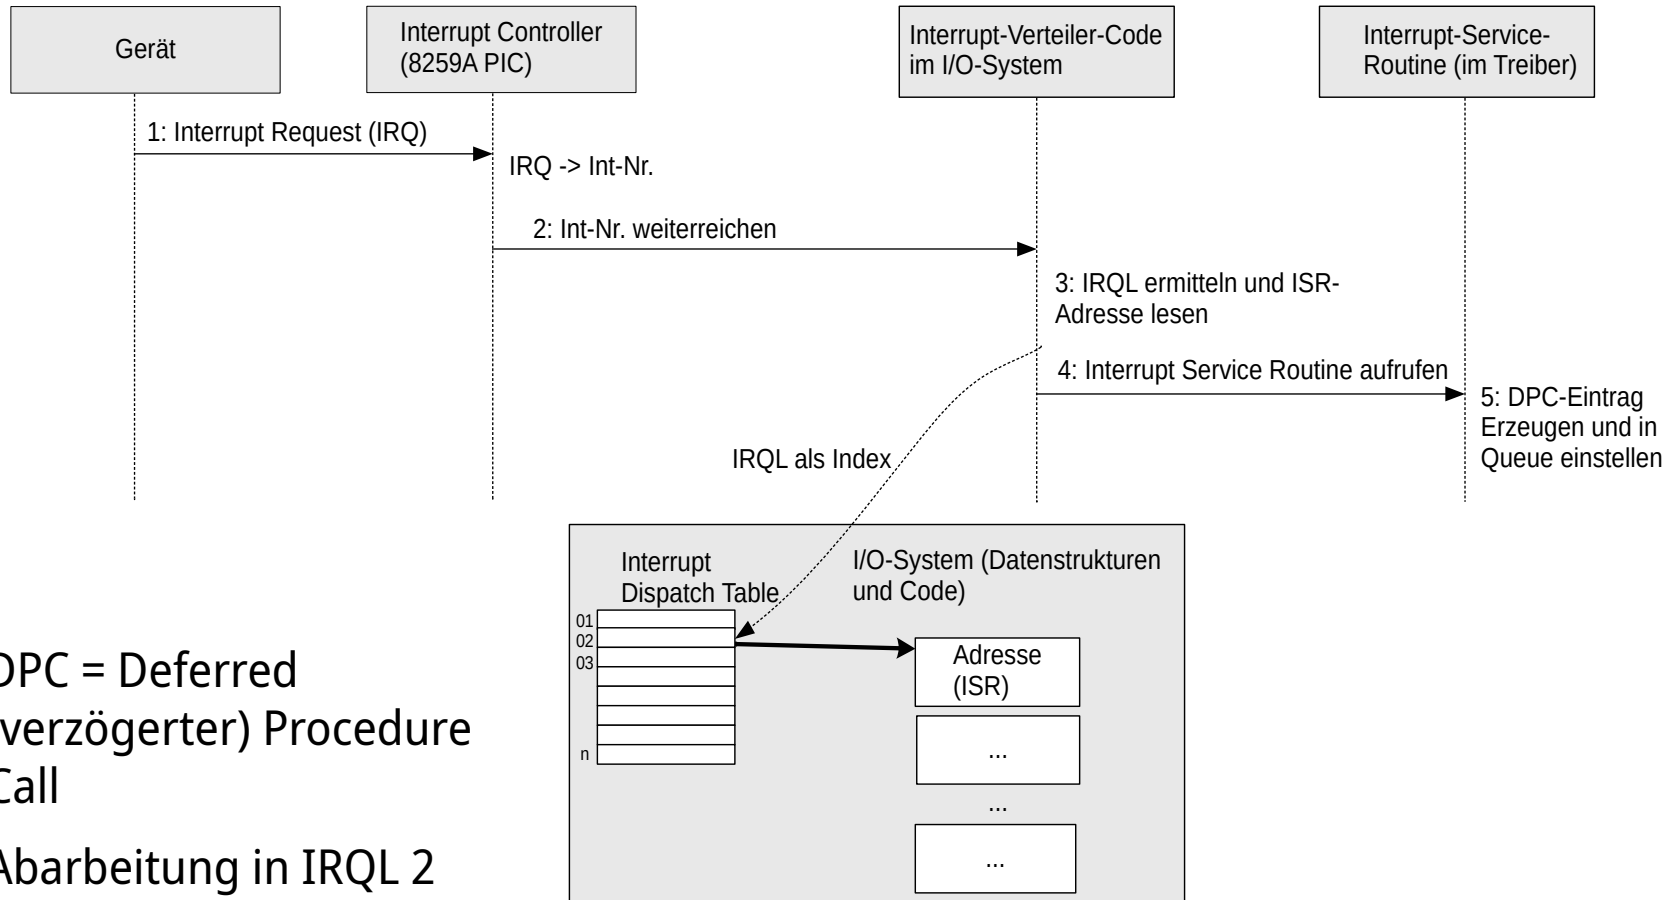 Gerät
Interrupt Controller
(8259A PIC)
Interrupt-Verteiler-Code
im I/O-System
Interrupt-Service-
Routine (im Treiber)
1: Interrupt Request (IRQ)
IRQ -> Int-Nr.
2: Int-Nr. weiterreichen
3: IRQL ermitteln und ISR-
Adresse lesen
4: Interrupt Service Routine aufrufen
5: DPC-Eintrag
Erzeugen und in
Queue einstellen
IRQL als Index
Interrupt
Dispatch Table
I/O-System (Datenstrukturen
und Code)
01
02
03
n
Adresse
(ISR)
...
...
...
DPC = Deferred
verzögerter) Procedure
Call
Abarbeitung in IRQL 2